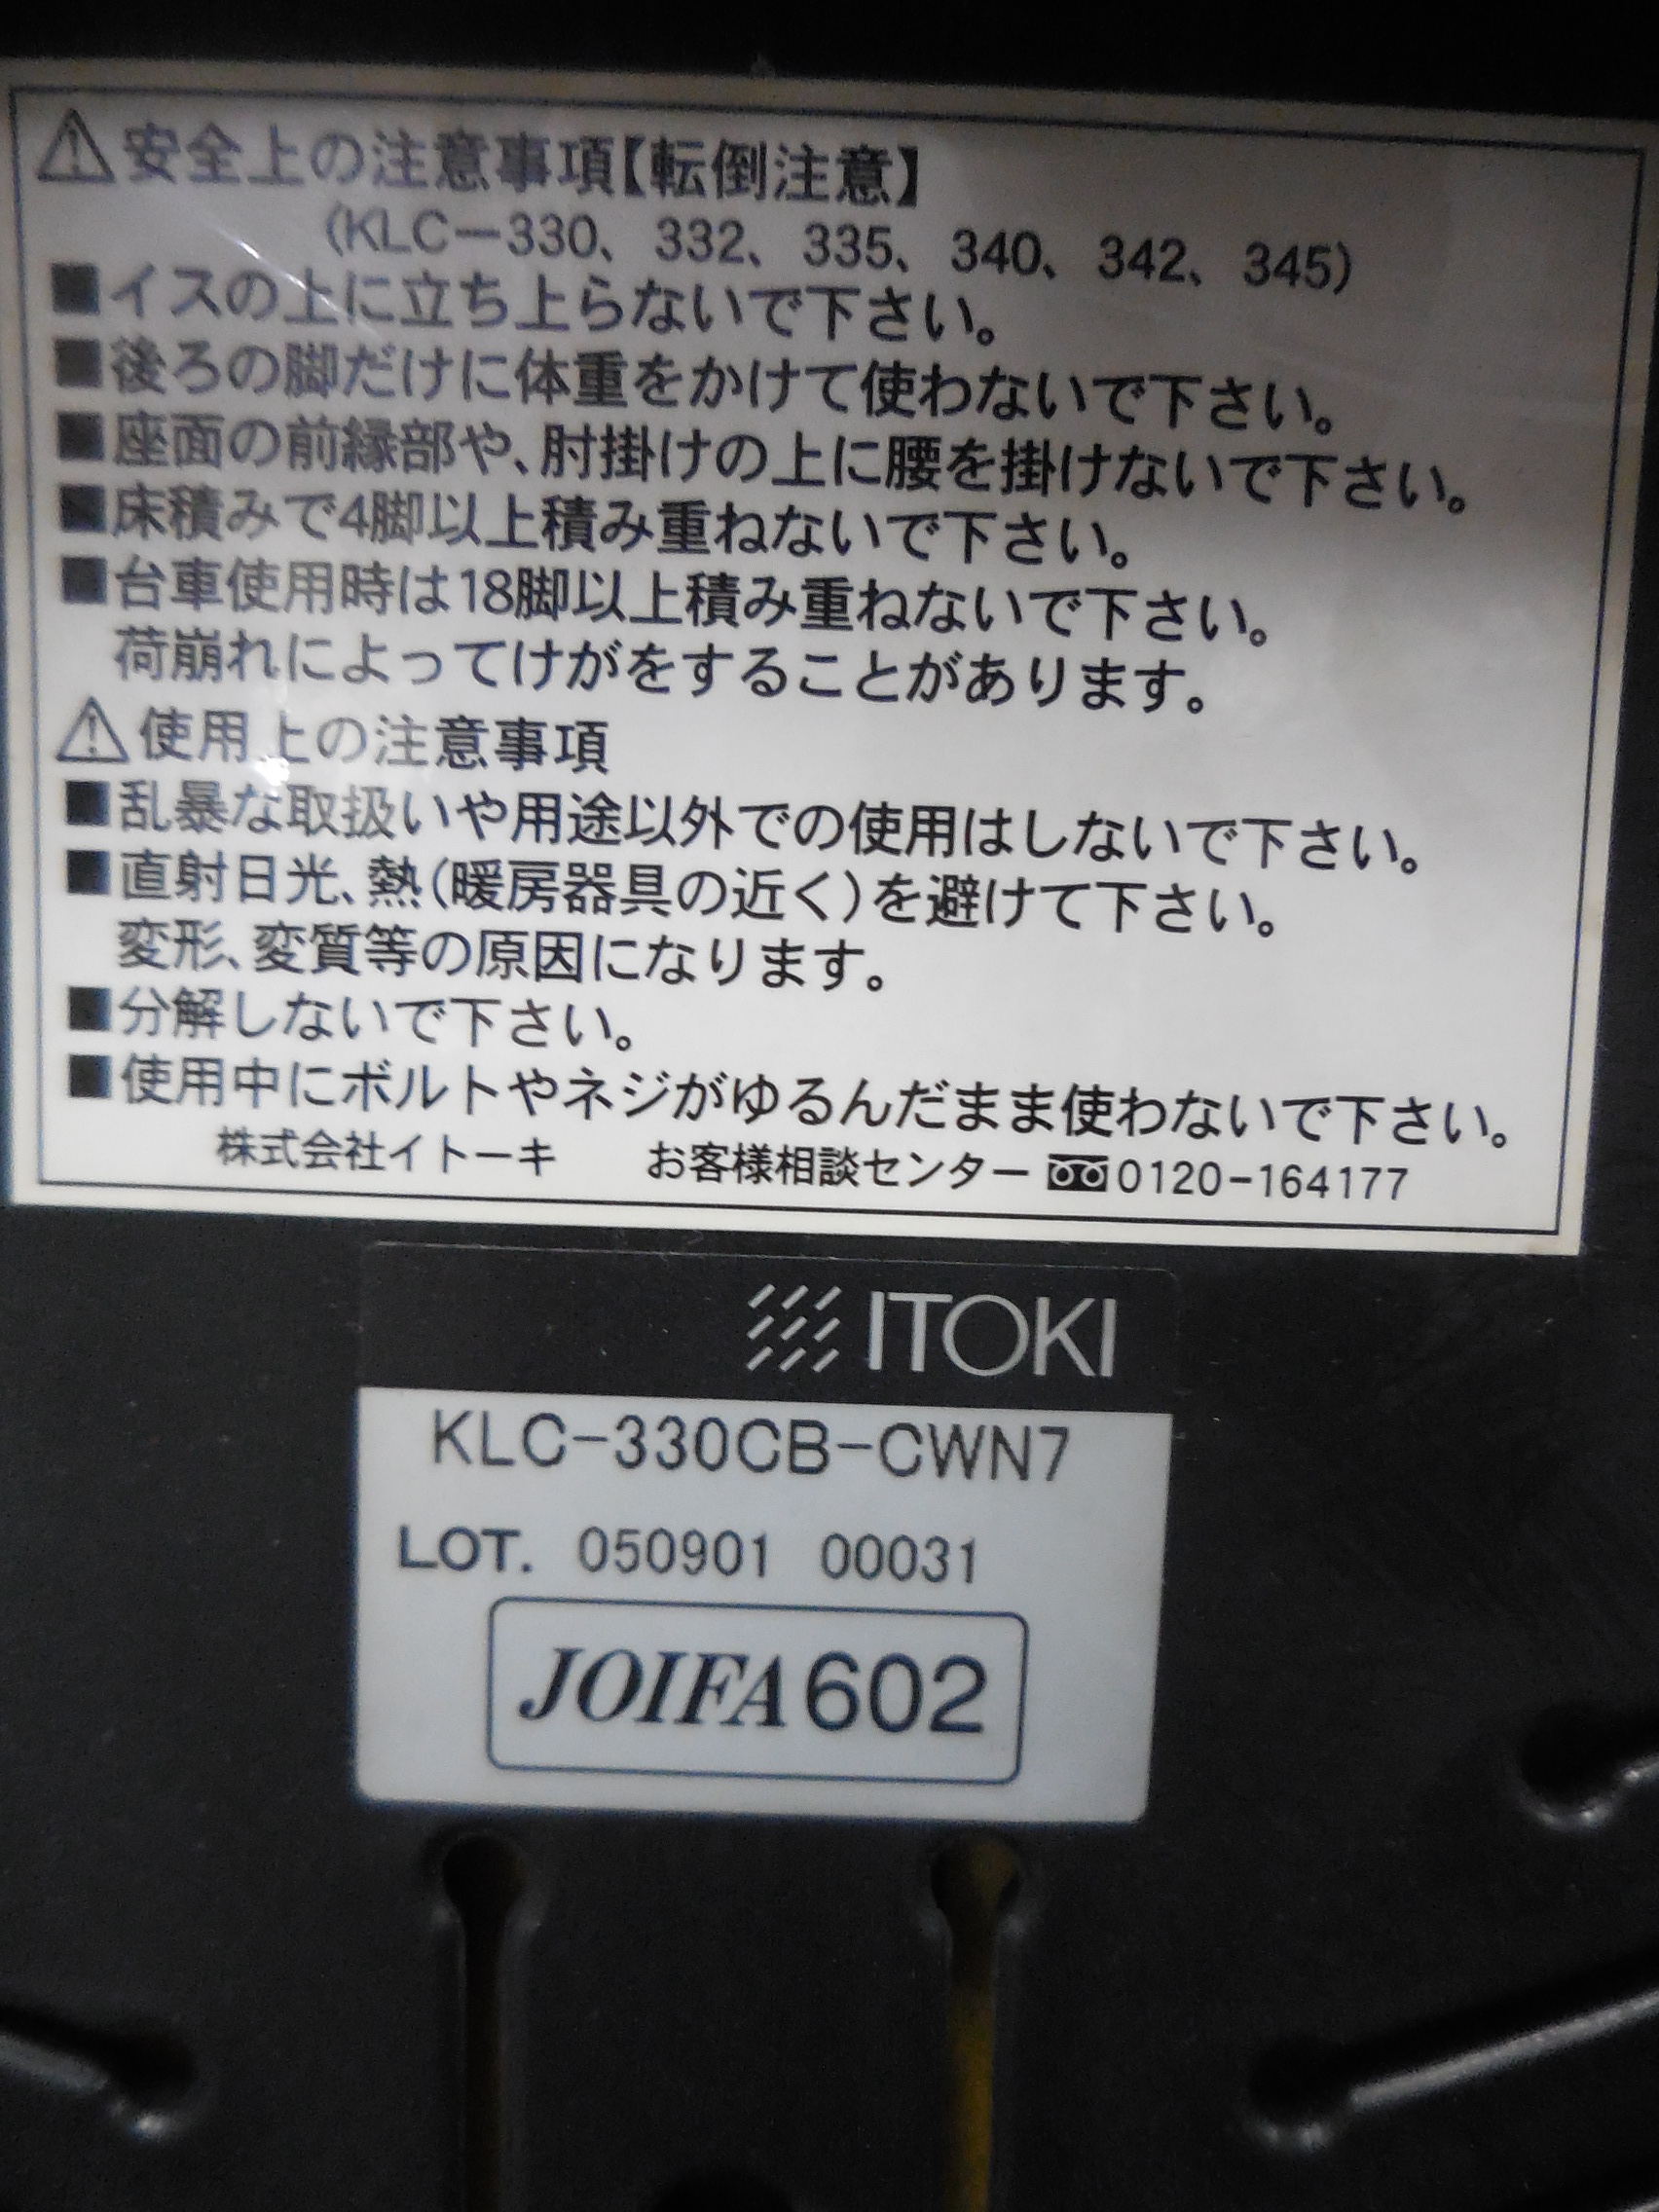 ⚠安全上の注意事項【転倒注意】
(KLCー330、332、335、340、342、345)
■イスの上に立ち上らないで下さい。
■後ろの脚だけに体重をかけて使わないで下さい。
■座面の前縁部や、肘掛けの上に腰を掛けないで下さい。
■床積みで4脚以上積み重ねないで下さい。
■台車使用時は18脚以上積み重ねないで下さい。
荷崩れによってけがをすることがあります。
⚠使用上の注意事項
■乱暴な取扱いや用途以外での使用はしないで下さい。
■直射日光、熱(暖房器具の近く)を避けて下さい。
変形、変質等の原因になります。
■分解しないで下さい。
■使用中にボルトやネジがゆるんだまま使わないで下さい。
株式会社イトーキ お客様相談センター 0120-164177
ITOKI
KLC-330CB-CWN7
LOT. 050901 00031
JOIFA602